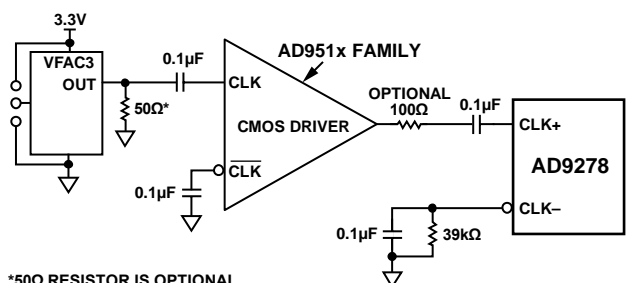 3.3V
VFAC3
OUT
50Ω*
0.1µF
AD951x FAMILY
CLK
CMOS DRIVER
CLK
0.1µF
OPTIONAL
100Ω
0.1µF
CLK+
AD9278
CLK–
0.1µF
39kΩ
*50Ω RESISTOR IS OPTIONAL